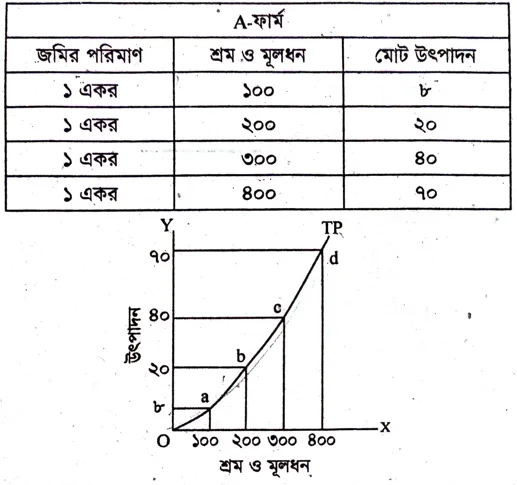 A-ফার্ম
জমির পরিমাণ শ্রম ও মূলধন মোট উৎপাদন
১ একর ১০০ ৮
১ একর ২০০ ২০
১ একর ৩০০ ৪০
১ একর ৪০০ ৭০
Y TP
৭০ d
৪০ c
উৎপাদন
২০ b
৮ a
O ১০০ ২০০ ৩০০ ৪০০ X
শ্রম ও মূলধন